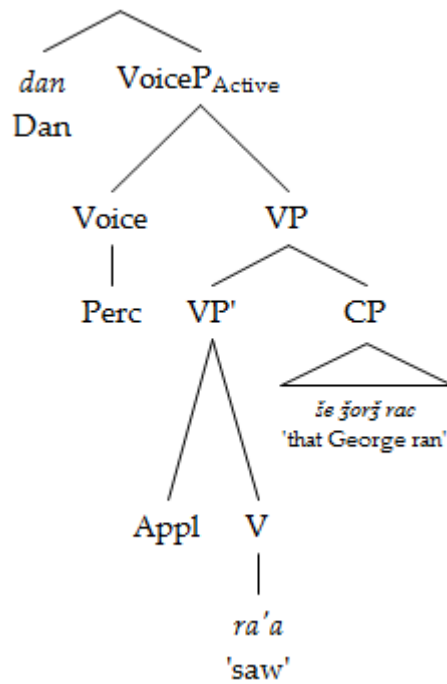 dan VoiceP_Active
Dan
Voice VP
Perc VP' CP
še ǯorǯ rac
'that George ran'
Appl V
ra'a
'saw'